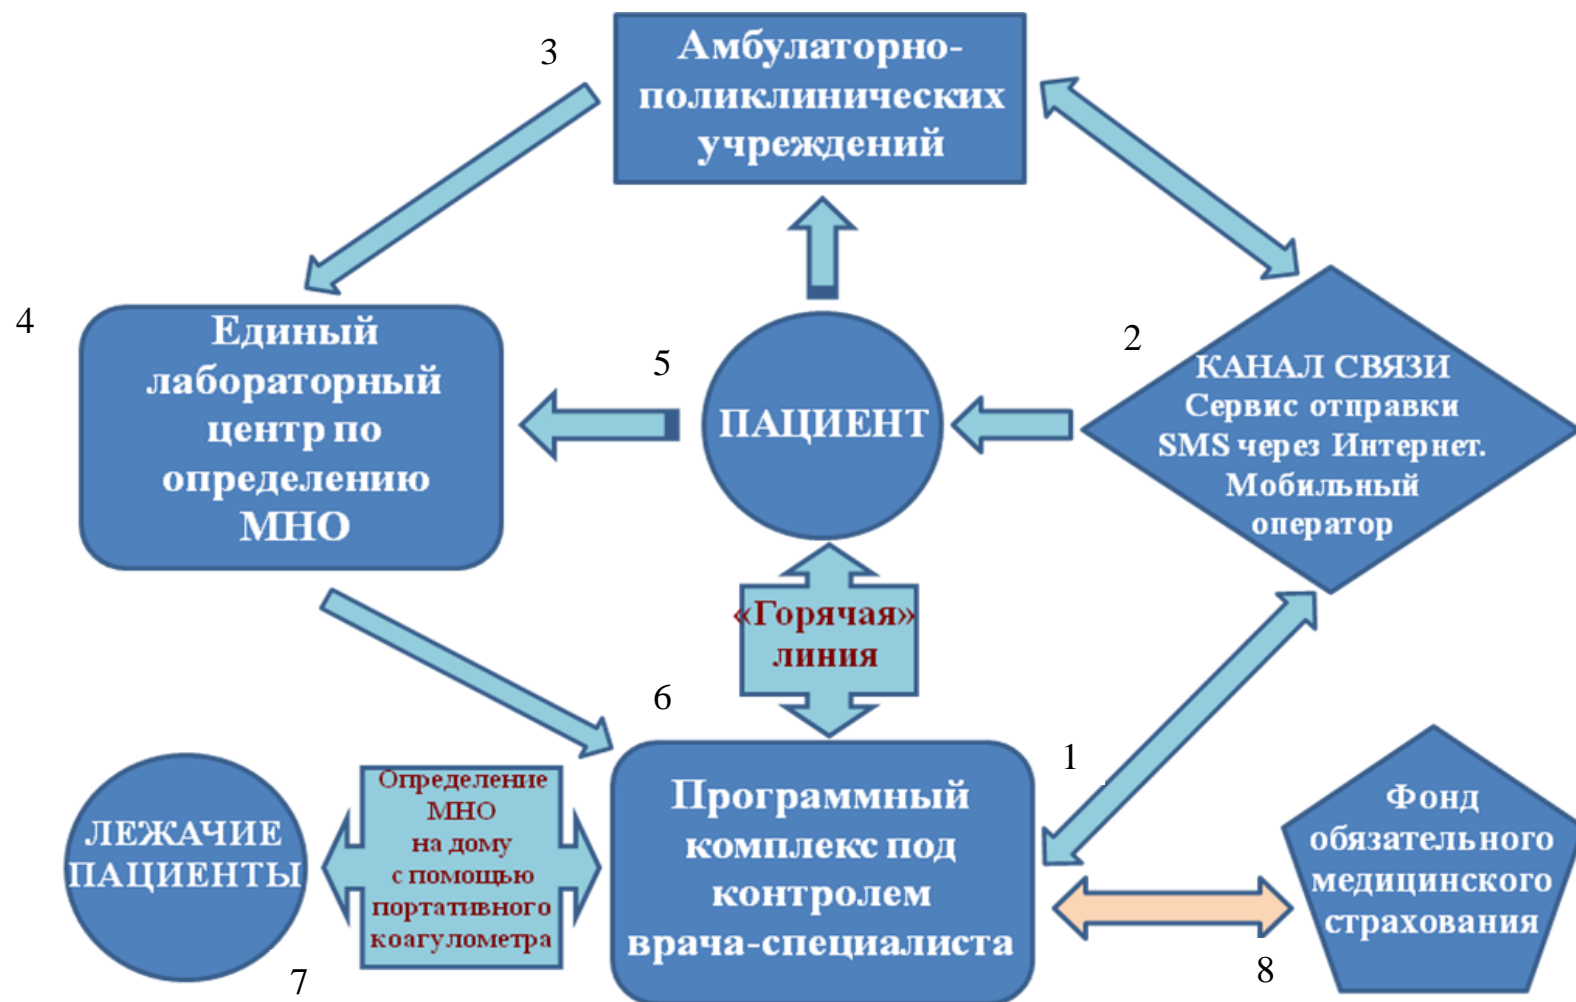 3
Амбулаторно-
поликлинических
учреждений
4
Единый
лабораторный
центр по
определению
МНО
5
ПАЦИЕНТ
2
КАНАЛ СВЯЗИ
Сервис отправки
SMS через Интернет.
Мобильный
оператор
«Горячая»
линия
6
1
ЛЕЖАЧИЕ
ПАЦИЕНТЫ
Определение
МНО
на дому
с помощью
портативного
коагулометра
7
Программный
комплекс под
контролем
врача-специалиста
Фонд
обязательного
медицинского
страхования
8